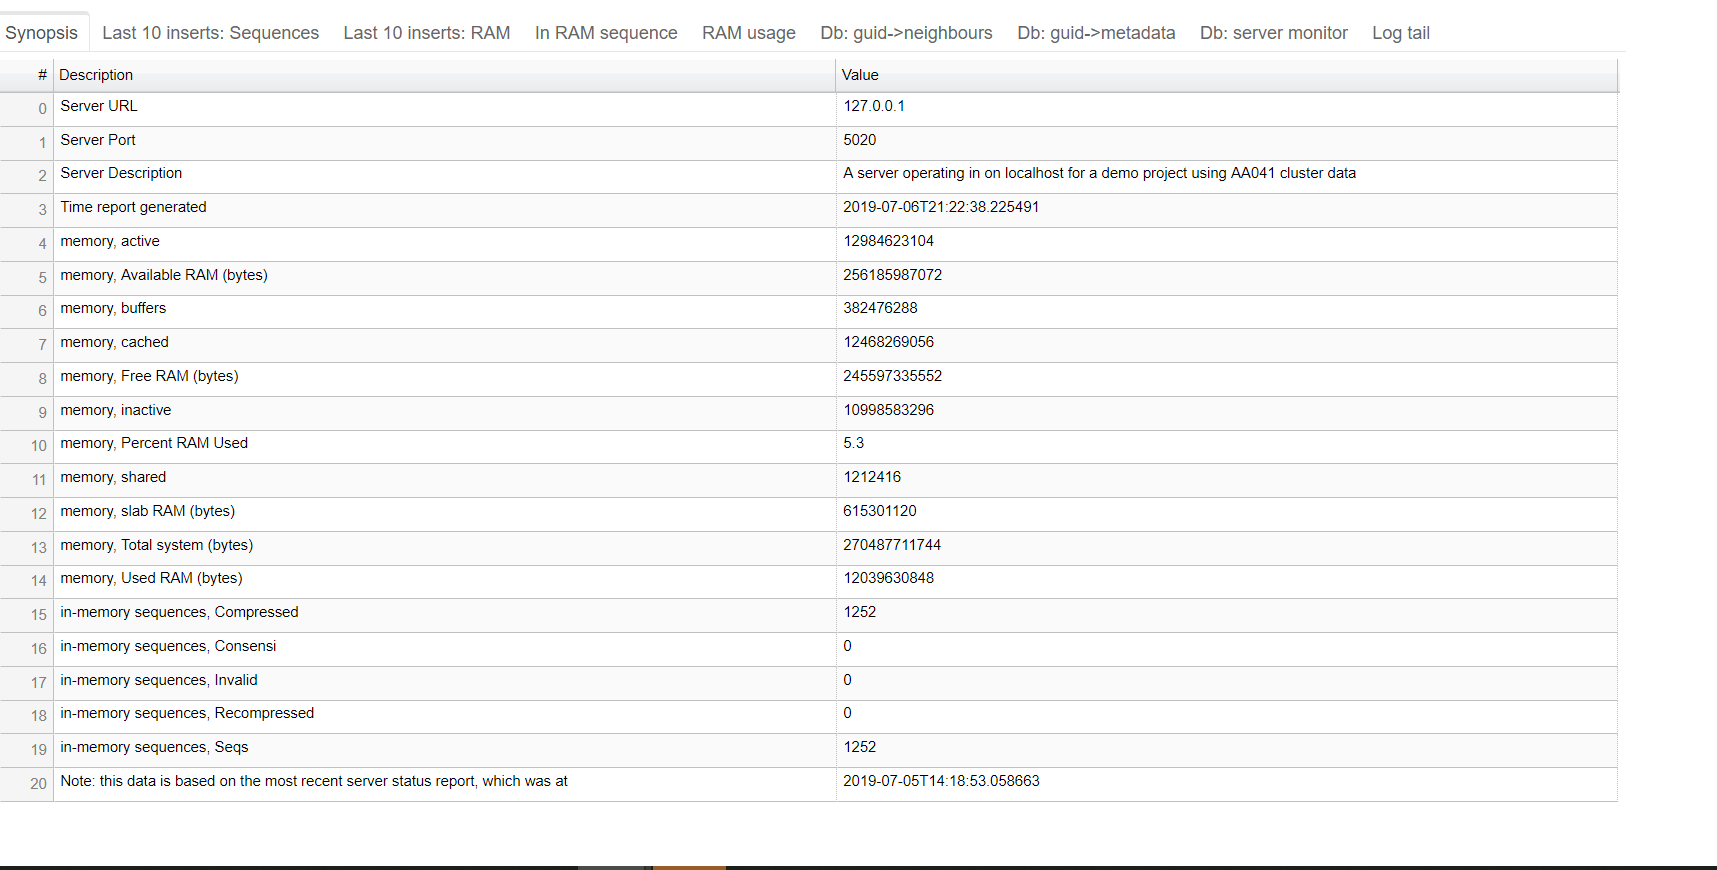 Synopsis Last 10 inserts: Sequences Last 10 inserts: RAM In RAM sequence RAM usage Db: guid->neighbours Db: guid->metadata Db: server monitor Log tail
# Description Value
0 Server URL 127.0.0.1
1 Server Port 5020
2 Server Description A server operating in on localhost for a demo project using AA041 cluster data
3 Time report generated 2019-07-06T21:22:38.225491
4 memory, active 12984623104
5 memory, Available RAM (bytes) 256185987072
6 memory, buffers 382476288
7 memory, cached 12468269056
8 memory, Free RAM (bytes) 245597335552
9 memory, inactive 10998583296
10 memory, Percent RAM Used 5.3
11 memory, shared 1212416
12 memory, slab RAM (bytes) 615301120
13 memory, Total system (bytes) 270487711744
14 memory, Used RAM (bytes) 12039630848
15 in-memory sequences, Compressed 1252
16 in-memory sequences, Consensi 0
17 in-memory sequences, Invalid 0
18 in-memory sequences, Recompressed 0
19 in-memory sequences, Seqs 1252
20 Note: this data is based on the most recent server status report, which was at 2019-07-05T14:18:53.058663